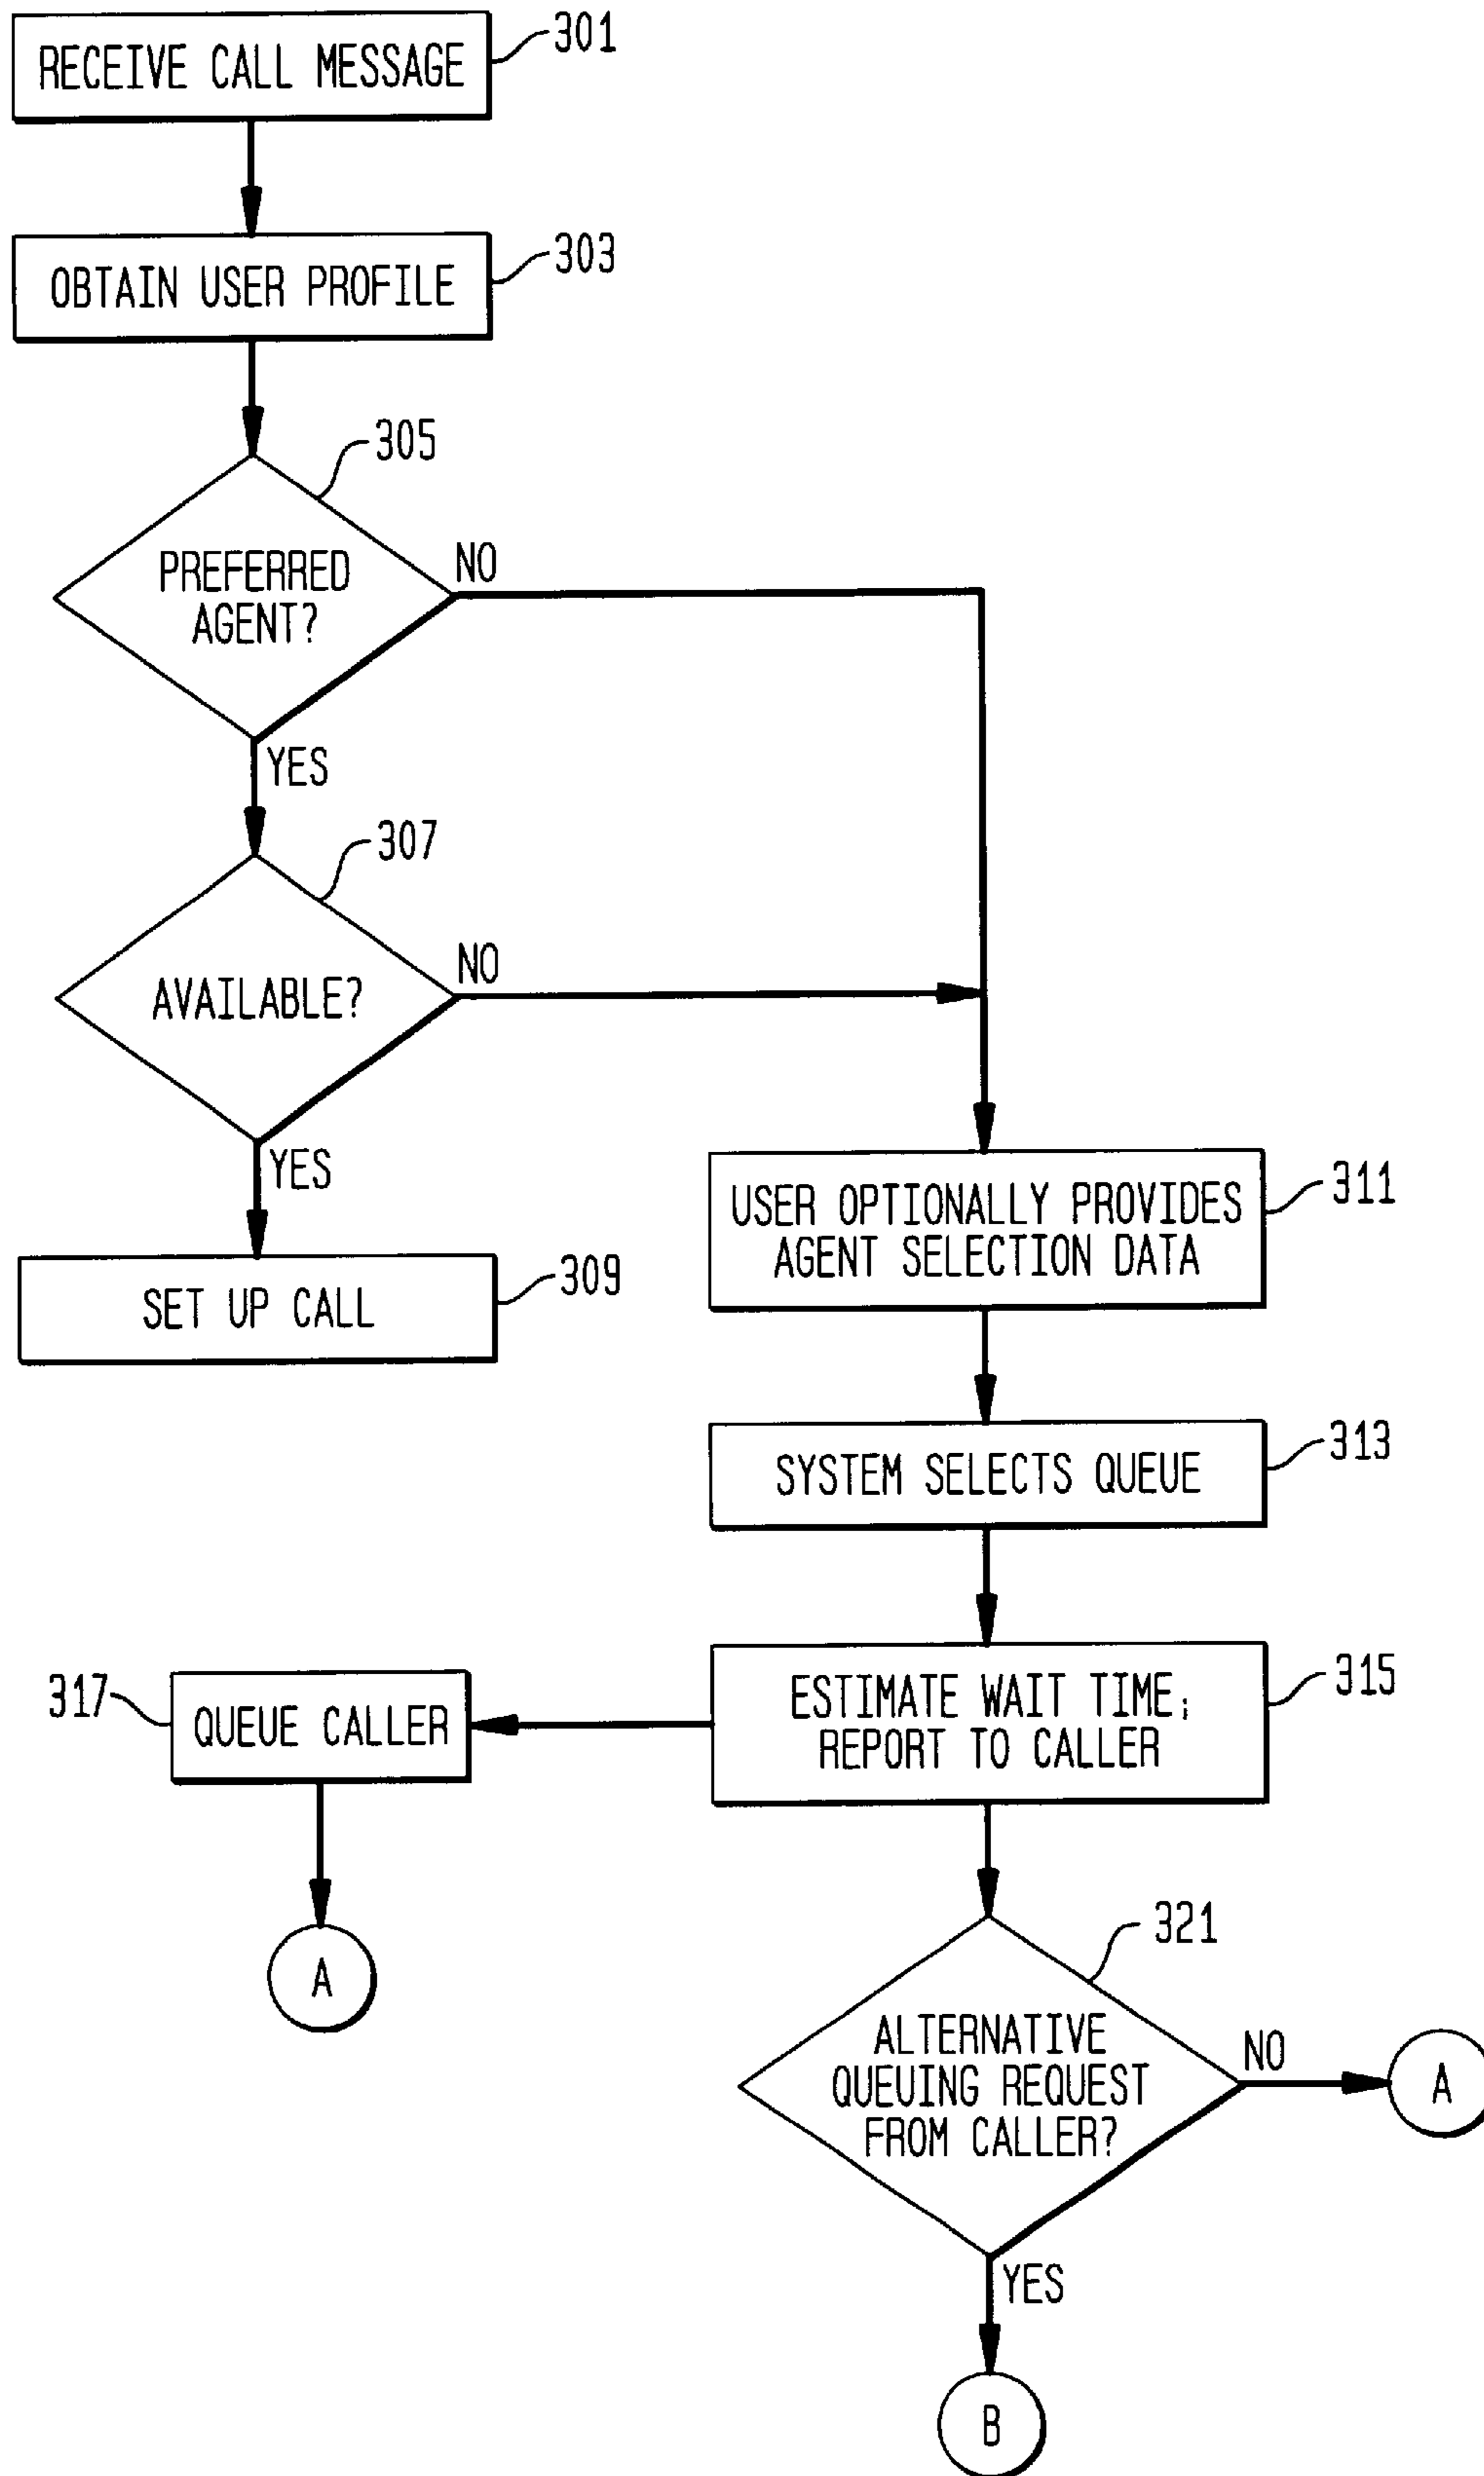 RECEIVE CALL MESSAGE
301
OBTAIN USER PROFILE
303
305
PREFERRED
AGENT?
NO
YES
307
AVAILABLE?
NO
YES
SET UP CALL
309
USER OPTIONALLY PROVIDES
AGENT SELECTION DATA
311
SYSTEM SELECTS QUEUE
313
ESTIMATE WAIT TIME;
REPORT TO CALLER
315
317
QUEUE CALLER
A
321
ALTERNATIVE
QUEUING REQUEST
FROM CALLER?
NO
A
YES
B